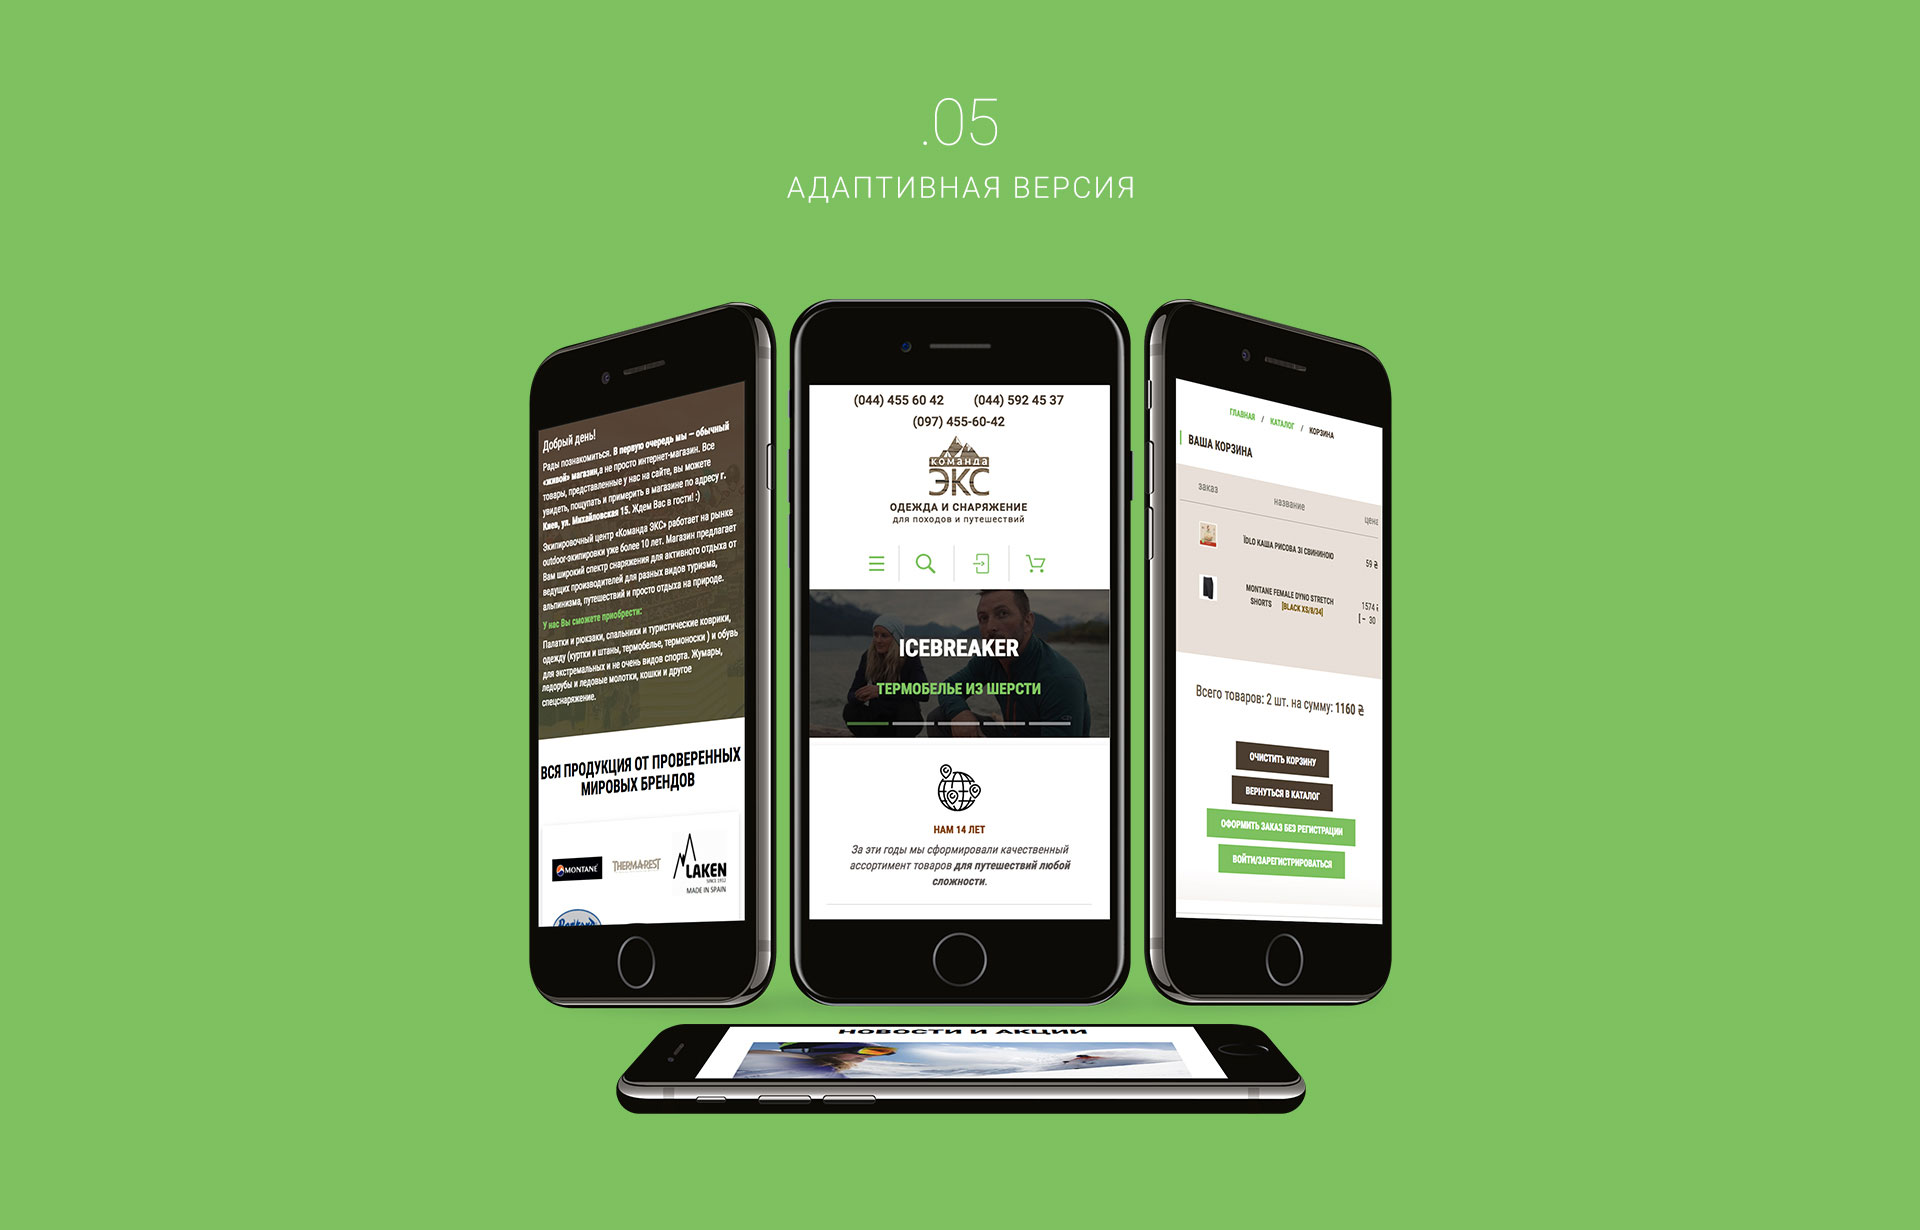 .05
АДАПТИВНАЯ ВЕРСИЯ
Добрый день!
Рады познакомиться. В первую очередь мы – обычный
«живой» магазин, а не просто интернет-магазин. Все
товары, представленные у нас на сайте, вы можете
увидеть, пощупать и примерить в магазине по адресу г.
Киев, ул. Михайловская 15. Ждем Вас в гости! :)
Экипировочный центр «Команда ЭКС» работает на рынке
outdoor-экипировки уже более 10 лет. Магазин предлагает
Вам широкий спектр снаряжения для активного отдыха от
ведущих производителей для разных видов туризма,
альпинизма, путешествий и просто отдыха на природе.
У нас Вы сможете приобрести:
Палатки и рюкзаки, спальники и туристические коврики,
одежду (куртки и штаны, термобелье, термоноски ) и обувь
для экстремальных и не очень видов спорта. Жумары,
ледорубы и ледовые молотки, кошки и другое
спецснаряжение.
ВСЯ ПРОДУКЦИЯ ОТ ПРОВЕРЕННЫХ
МИРОВЫХ БРЕНДОВ
MONTANE
THERMAREST
LAKEN
SINCE 1912
MADE IN SPAIN
(044) 455 60 42 (044) 592 45 37
(097) 455-60-42
команда
ЭКС
ОДЕЖДА И СНАРЯЖЕНИЕ
для походов и путешествий
ICEBREAKER
ТЕРМОБЕЛЬЕ ИЗ ШЕРСТИ
НАМ 14 ЛЕТ
За эти годы мы сформировали качественный
ассортимент товаров для путешествий любой
сложности.
ГЛАВНАЯ / КАТАЛОГ / КОРЗИНА
ВАША КОРЗИНА
заказ название цена
ЇDLO КАША РИСОВА ЗІ СВИНИНОЮ
59 ₴
MONTANE FEMALE DYNO STRETCH
SHORTS [BLACK XS/8/34]
1574
[ – 30
Всего товаров: 2 шт. на сумму: 1160 ₴
ОЧИСТИТЬ КОРЗИНУ
ВЕРНУТЬСЯ В КАТАЛОГ
ОФОРМИТЬ ЗАКАЗ БЕЗ РЕГИСТРАЦИИ
ВОЙТИ/ЗАРЕГИСТРИРОВАТЬСЯ
НОВОСТИ И АКЦИИ